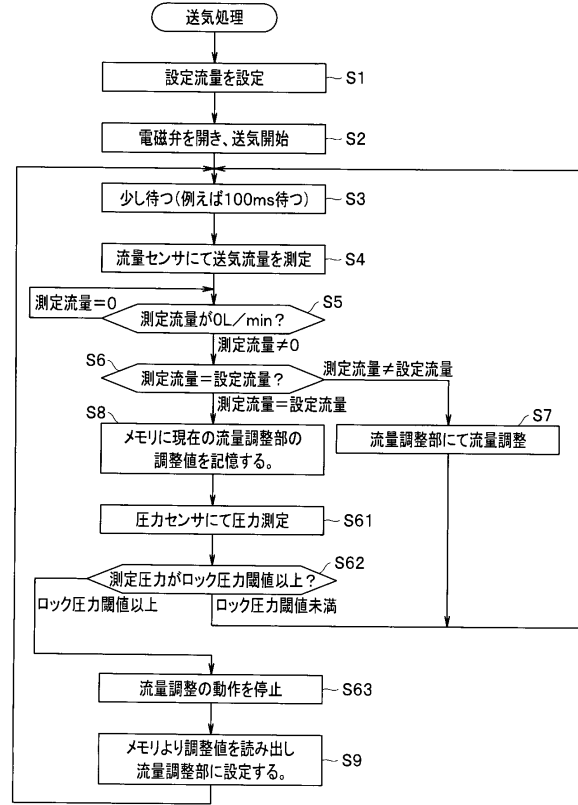 送気処理
設定流量を設定
S1
電磁弁を開き、送気開始
S2
少し待つ(例えば100ms待つ)
S3
流量センサにて送気流量を測定
S4
測定流量=0
S5
測定流量が0L/min?
測定流量≠0
S6
測定流量=設定流量?
測定流量≠設定流量
測定流量=設定流量
S8
S7
メモリに現在の流量調整部の
調整値を記憶する。
流量調整部にて流量調整
圧力センサにて圧力測定
S61
S62
測定圧力がロック圧力閾値以上?
ロック圧力閾値以上
ロック圧力閾値未満
流量調整の動作を停止
S63
メモリより調整値を読み出し
流量調整部に設定する。
S9